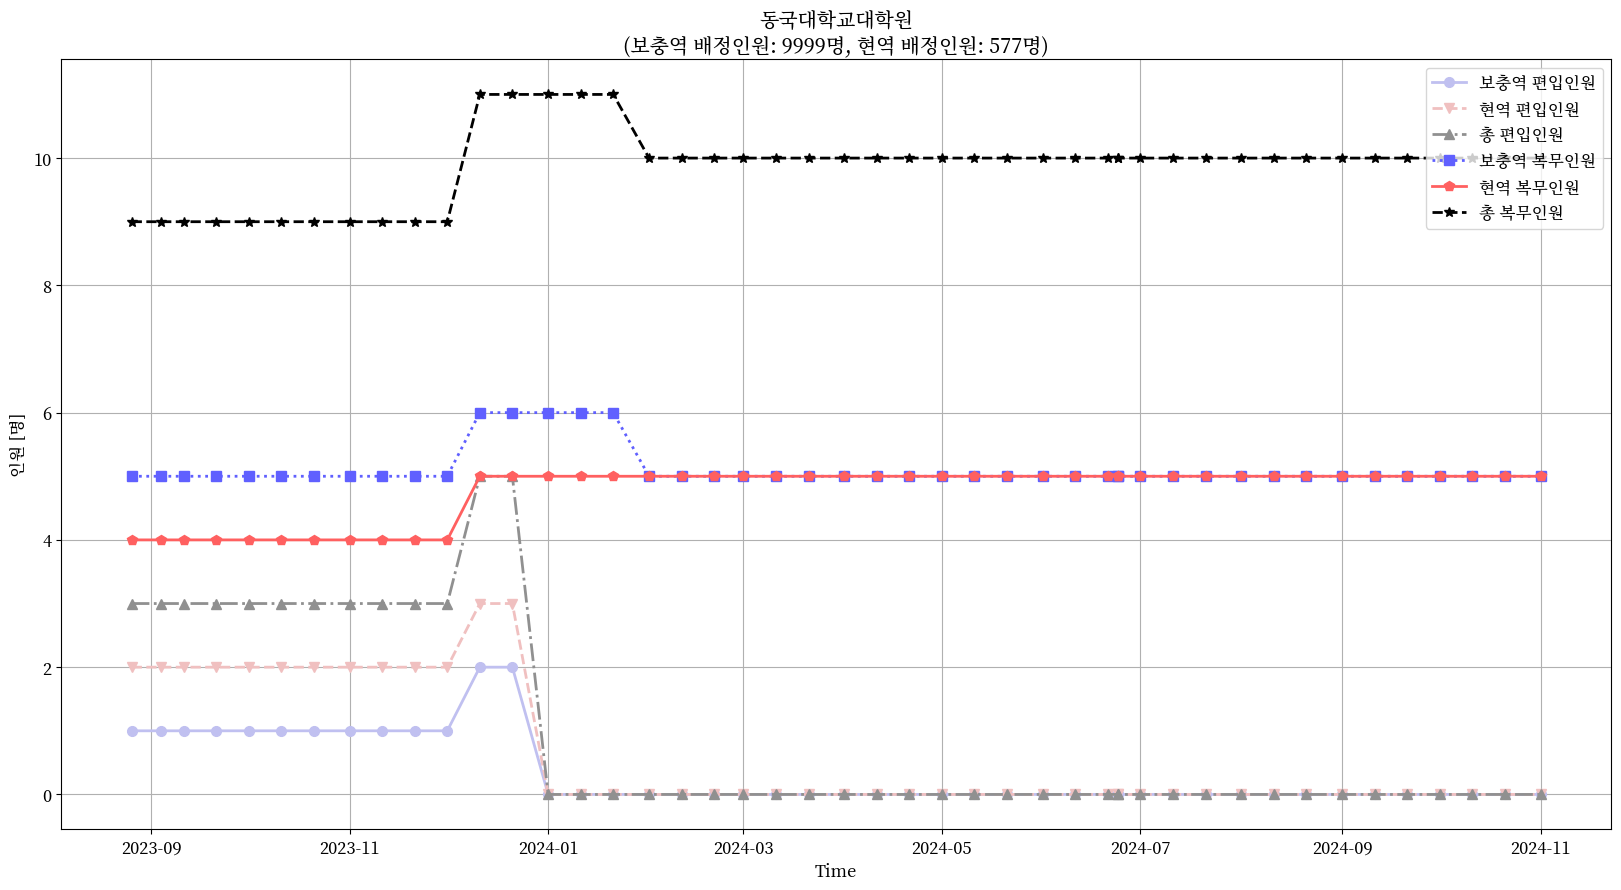 동국대학교대학원
(보충역 배정인원: 9999명, 현역 배정인원: 577명)
보충역 편입인원
현역 편입인원
총 편입인원
보충역 복무인원
현역 복무인원
총 복무인원
인원 [명]
10
8
6
4
2
0
2023-09
2023-11
2024-01
2024-03
2024-05
2024-07
2024-09
2024-11
Time